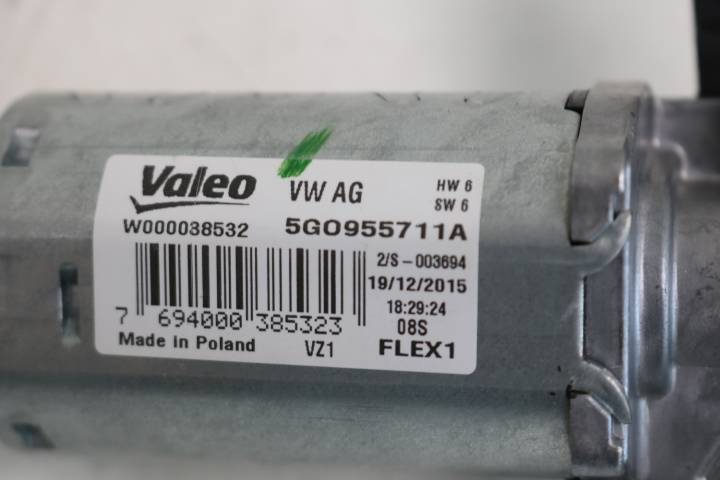 Valeo VW AG HW 6
SW 6
W000038532 5G0955711A
2/S-003694
19/12/2015
18:29:24
7 694000 385323 08S
Made in Poland VZ1 FLEX1